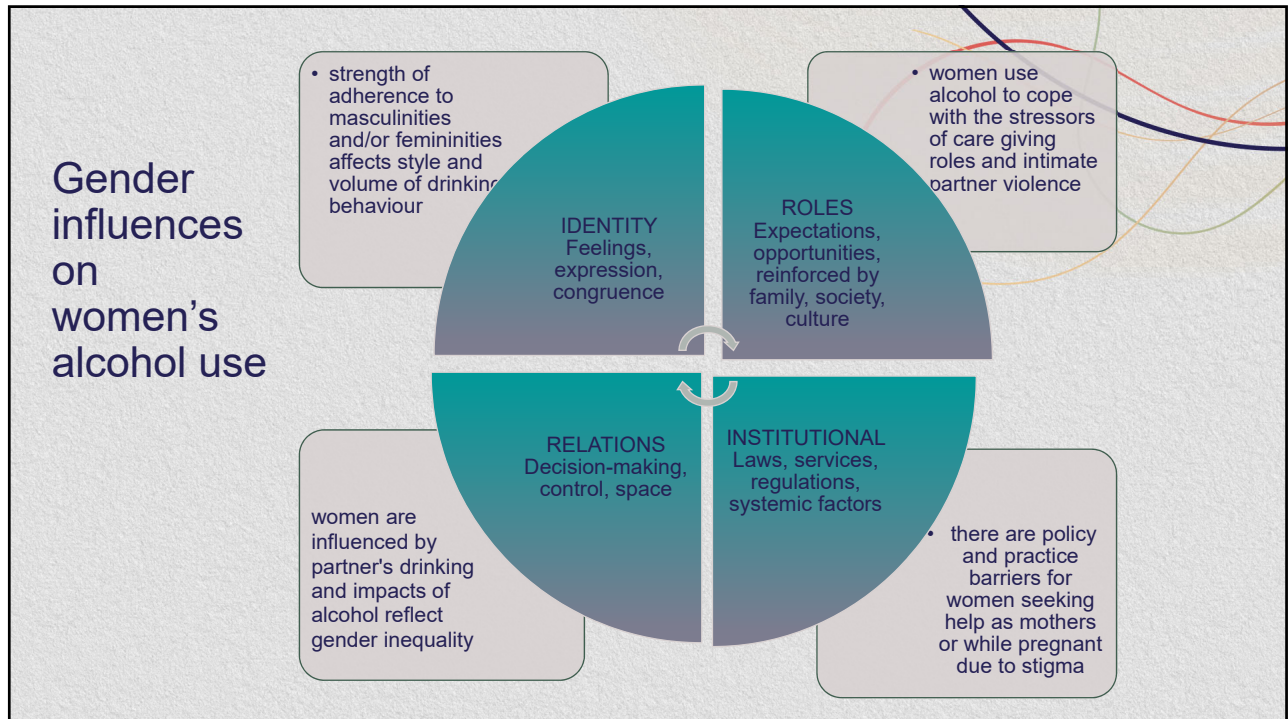 Gender
influences
on
women’s
alcohol use
• strength of
adherence to
masculinities
and/or femininities
affects style and
volume of drinking
behaviour
IDENTITY
Feelings,
expression,
congruence
• women use
alcohol to cope
with the stressors
of care giving
roles and intimate
partner violence
ROLES
Expectations,
opportunities,
reinforced by
family, society,
culture
women are
influenced by
partner's drinking
and impacts of
alcohol reflect
gender inequality
RELATIONS
Decision-making,
control, space
INSTITUTIONAL
Laws, services,
regulations,
systemic factors
• there are policy
and practice
barriers for
women seeking
help as mothers
or while pregnant
due to stigma